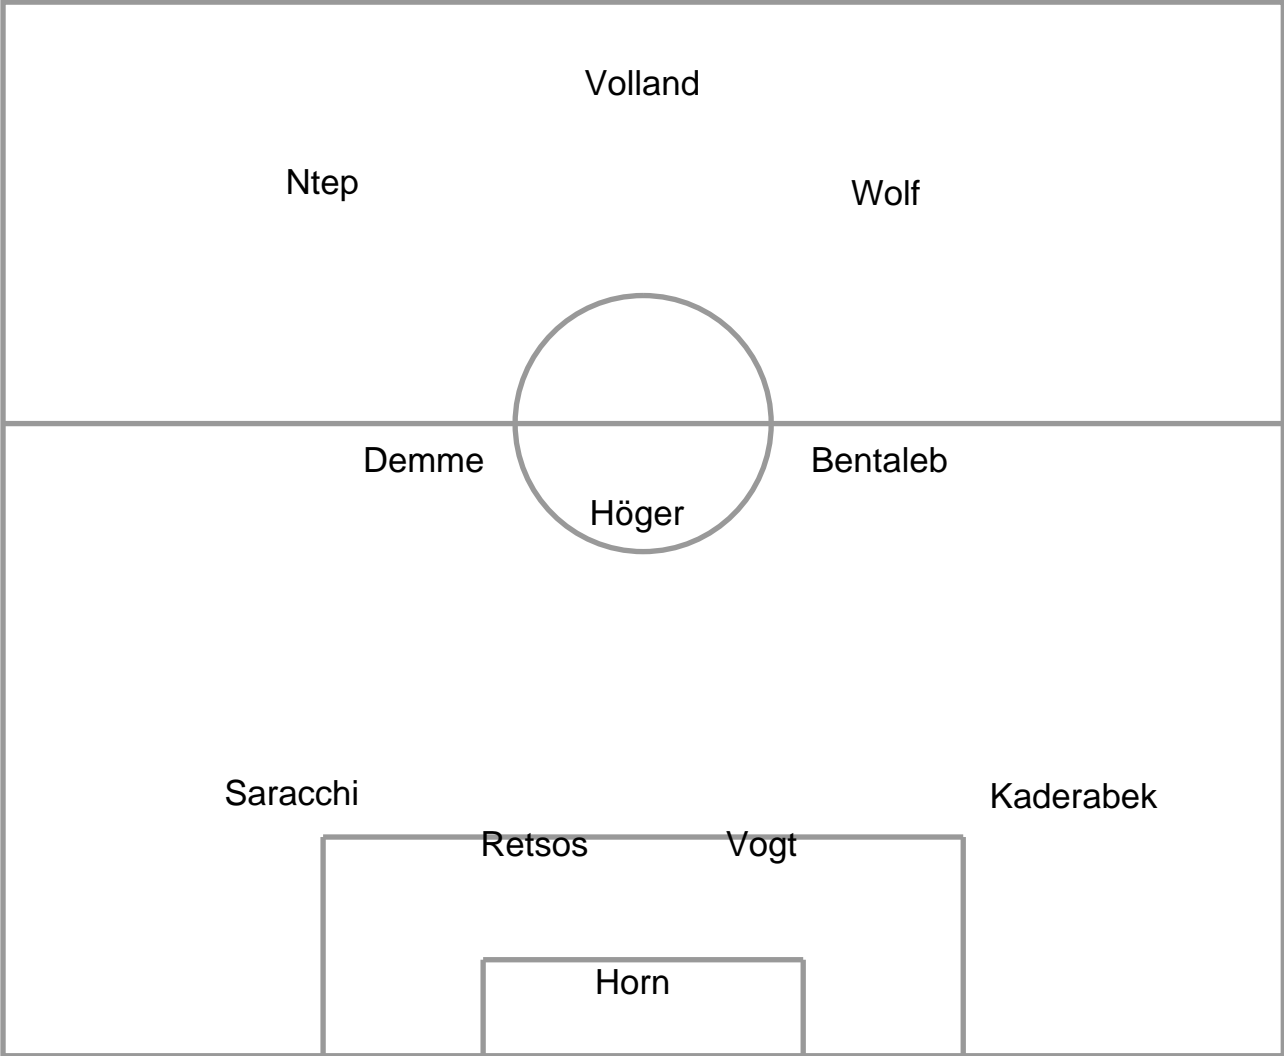 Volland
Ntep
Wolf
Demme
Bentaleb
Höger
Saracchi
Kaderabek
Retsos
Vogt
Horn